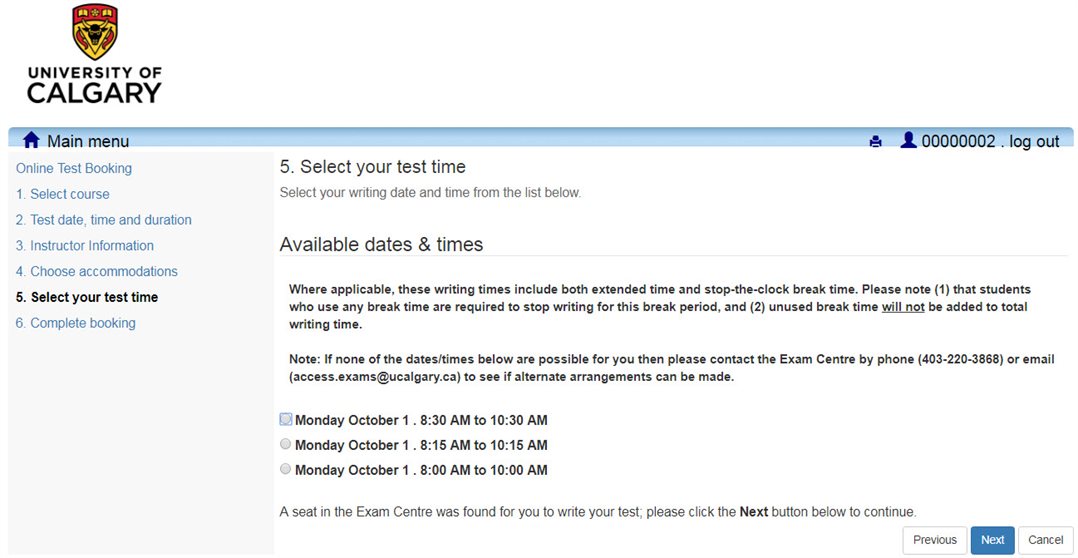 UNIVERSITY OF
CALGARY
Main menu
00000002 . log out
Online Test Booking
1. Select course
2. Test date, time and duration
3. Instructor Information
4. Choose accommodations
5. Select your test time
6. Complete booking
5. Select your test time
Select your writing date and time from the list below.
Available dates & times
Where applicable, these writing times include both extended time and stop-the-clock break time. Please note (1) that students
who use any break time are required to stop writing for this break period, and (2) unused break time will not be added to total
writing time.
Note: If none of the dates/times below are possible for you then please contact the Exam Centre by phone (403-220-3868) or email
(access.exams@ucalgary.ca) to see if alternate arrangements can be made.
Monday October 1 . 8:30 AM to 10:30 AM
Monday October 1 . 8:15 AM to 10:15 AM
Monday October 1 . 8:00 AM to 10:00 AM
A seat in the Exam Centre was found for you to write your test; please click the Next button below to continue.
Previous Next Cancel